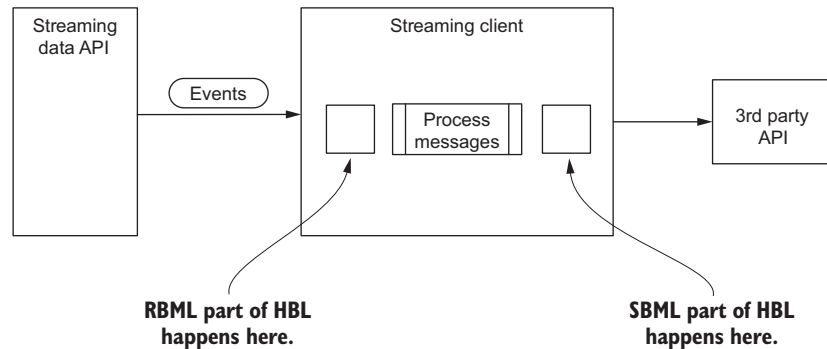 Streaming
data API
Events
Streaming client
Process
messages
3rd party
API
RBML part of HBL
happens here.
SBML part of HBL
happens here.